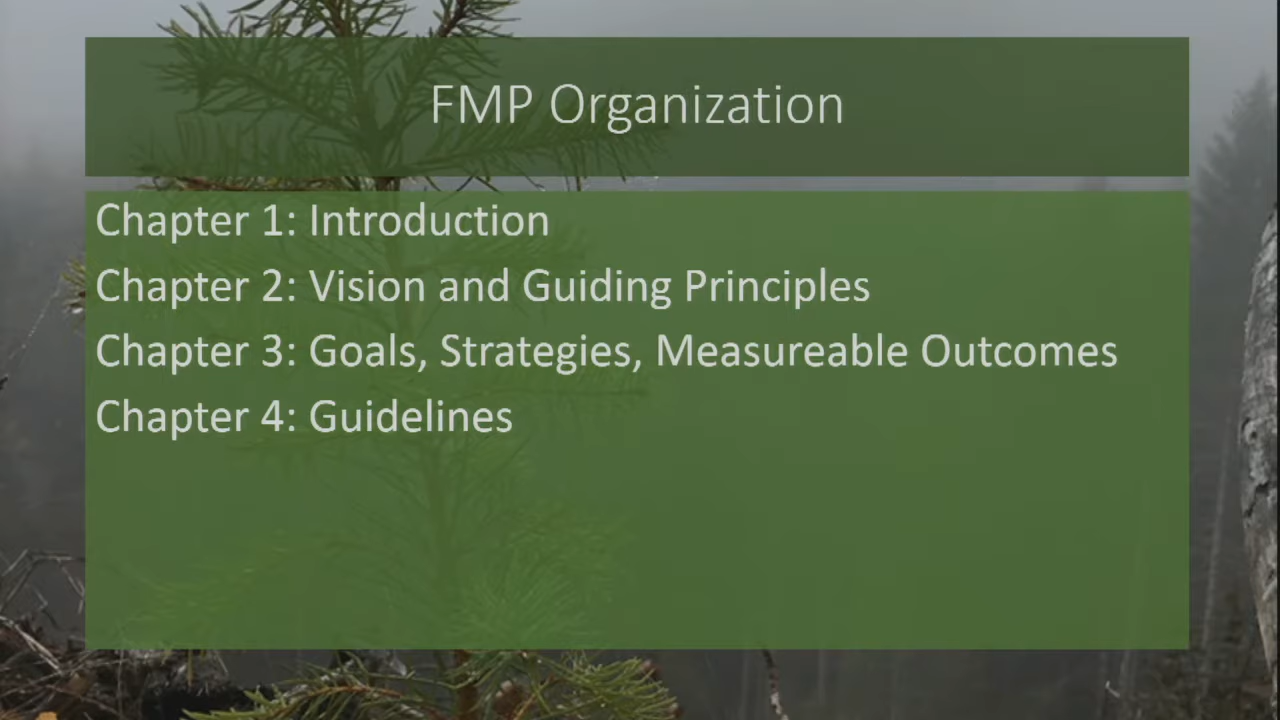 FMP Organization
Chapter 1: Introduction
Chapter 2: Vision and Guiding Principles
Chapter 3: Goals, Strategies, Measureable Outcomes
Chapter 4: Guidelines